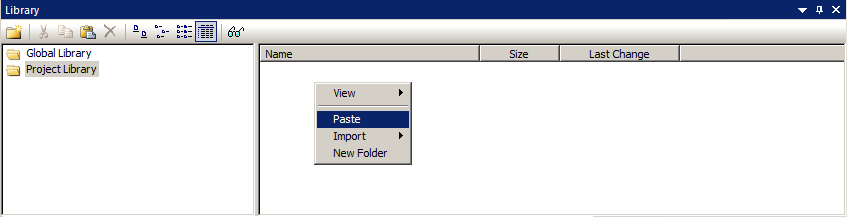 Library
Global Library
Project Library
Name Size Last Change
View
Paste
Import
New Folder